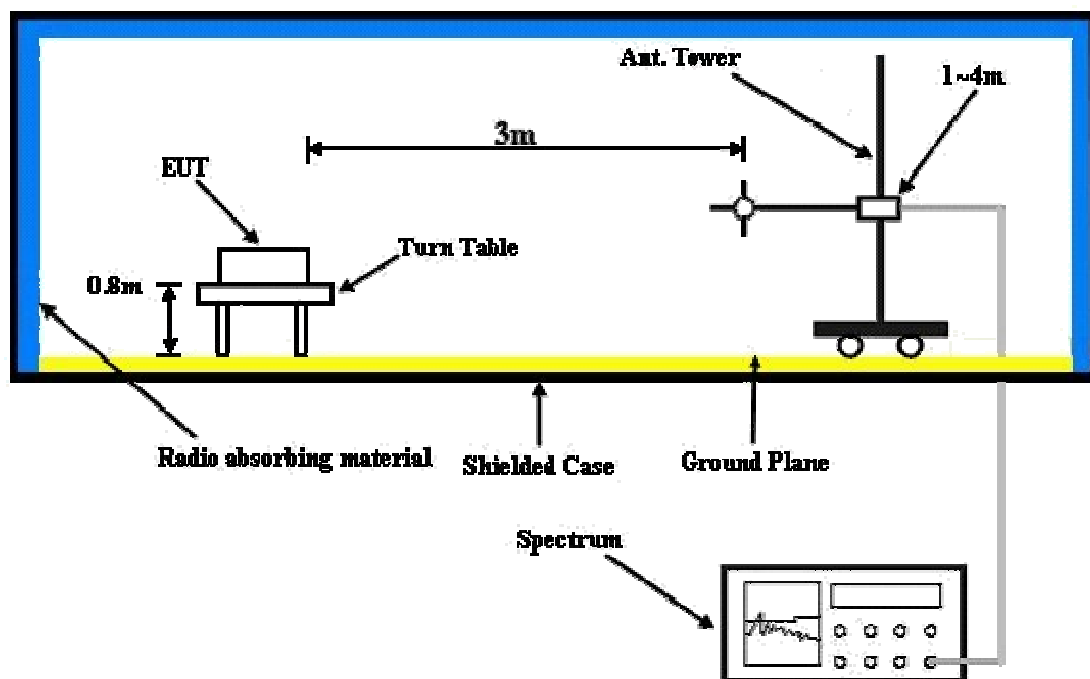 Ant. Tower
1~4m
3m
EUT
Turn Table
0.8m
Radio absorbing material
Shielded Case
Ground Plane
Spectrum